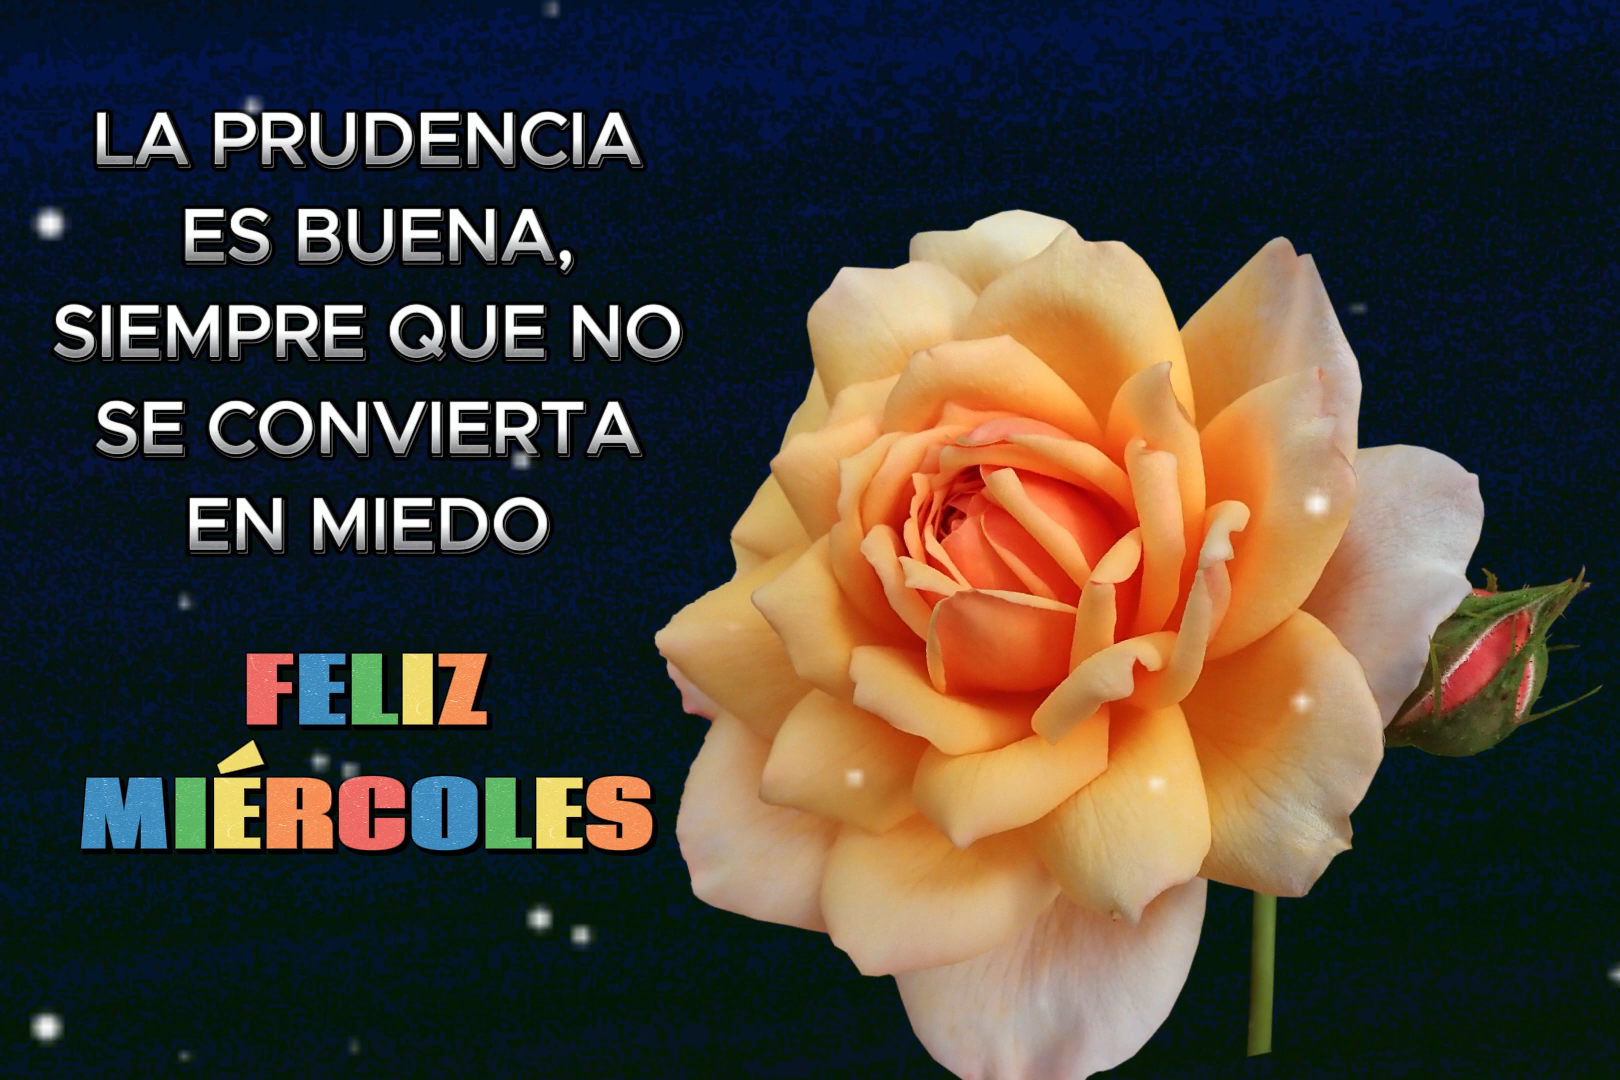 LA PRUDENCIA
ES BUENA,
SIEMPRE QUE NO
SE CONVIERTA
EN MIEDO
FELIZ
MIÉRCOLES